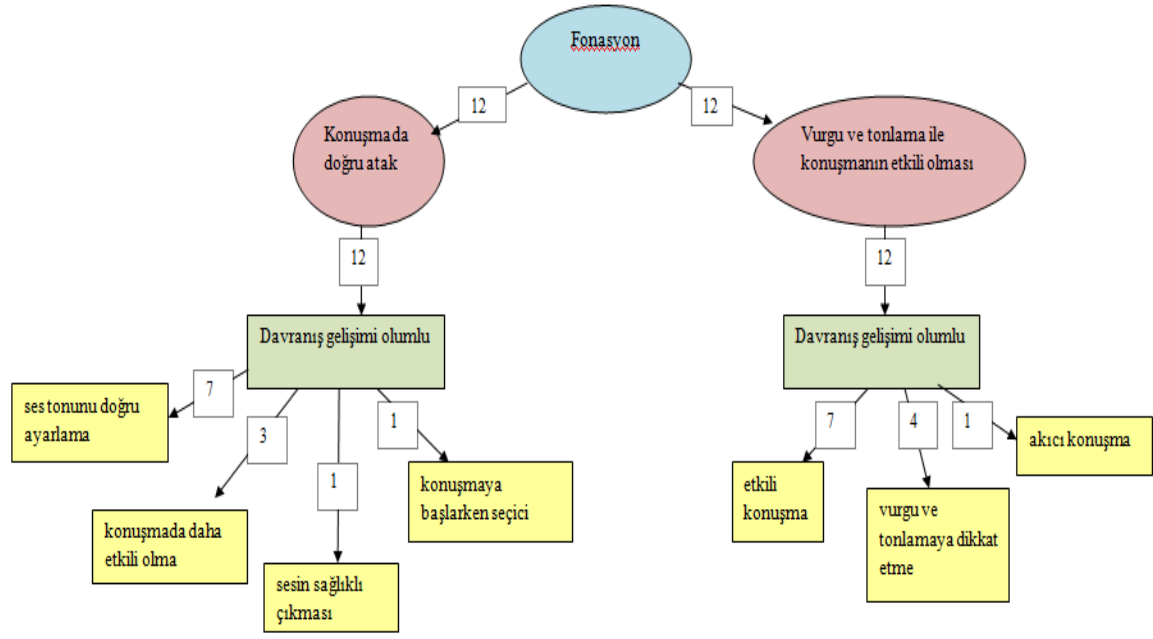 Fonasyon
12
12
Konuşmada
doğru atak
Vurgu ve tonlama ile
konuşmanın etkili olması
12
12
Davranış gelişimi olumlu
Davranış gelişimi olumlu
7
3
1
1
7
4
1
ses tonunu doğru
ayarlama
konuşmada daha
etkili olma
sesin sağlıklı
çıkması
konuşmaya
başlarken seçici
etkili
konuşma
vurgu ve
tonlamaya dikkat
etme
akıcı konuşma